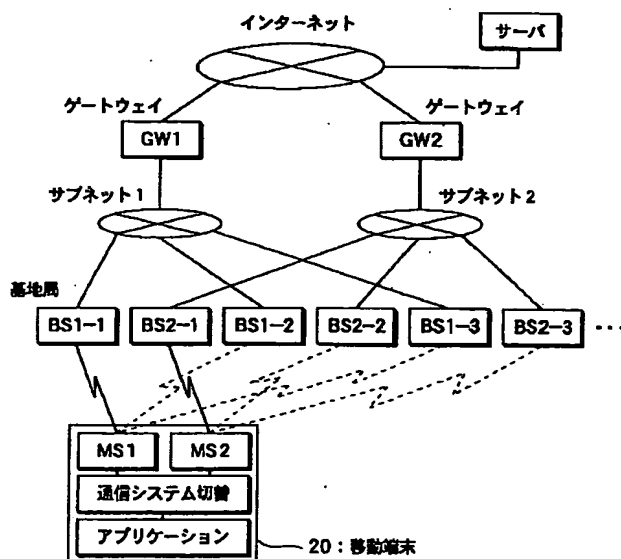 インターネット
サーバ
ゲートウェイ
ゲートウェイ
GW1
GW2
サブネット1
サブネット2
基地局
BS1-1
BS2-1
BS1-2
BS2-2
BS1-3
BS2-3
・・・
MS1
MS2
通信システム切替
アプリケーション
20:移動端末